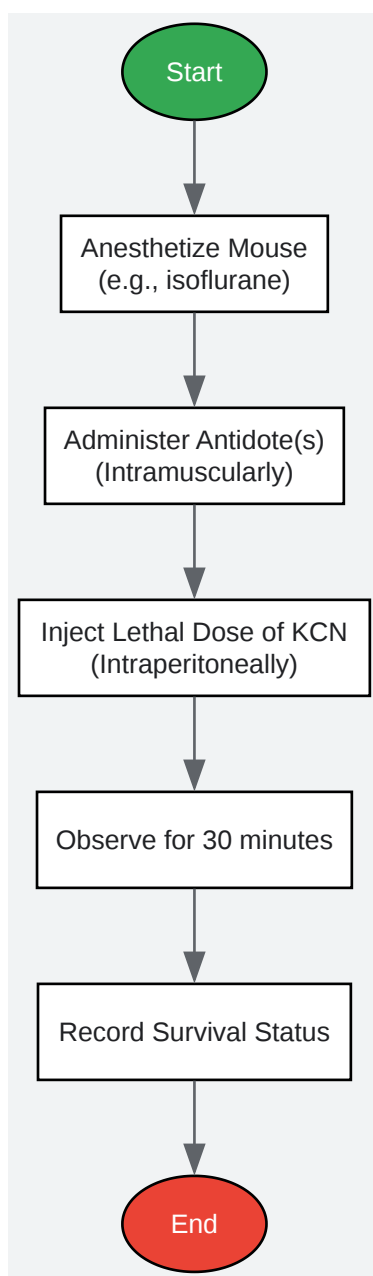 Start
Anesthetize Mouse
(e.g., isoflurane)
Administer Antidote(s)
(Intramuscularly)
Inject Lethal Dose of KCN
(Intraperitoneally)
Observe for 30 minutes
Record Survival Status
End